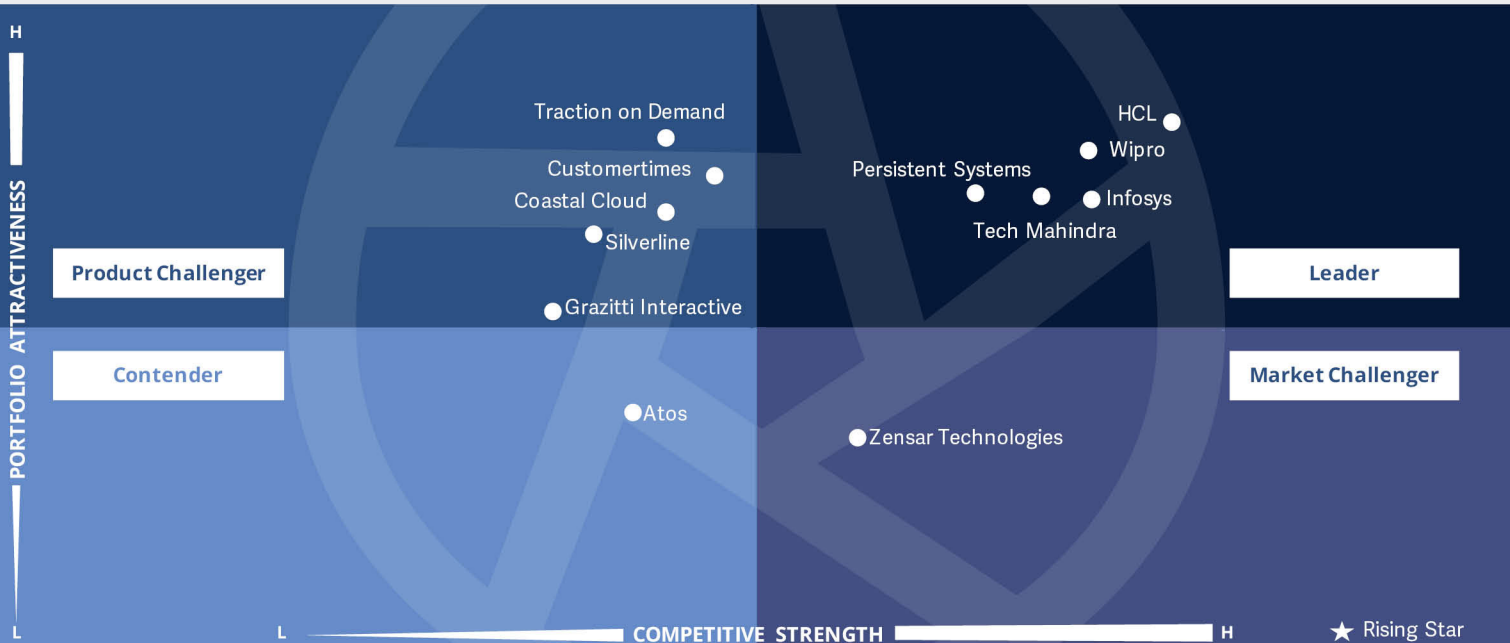 H
PORTFOLIO ATTRACTIVENESS
L
Traction on Demand
Customertimes
Coastal Cloud
Silverline
Product Challenger
Grazitti Interactive
HCL
Wipro
Persistent Systems
Infosys
Tech Mahindra
Leader
Contender
Atos
Market Challenger
Zensar Technologies
L
COMPETITIVE STRENGTH
H
Rising Star